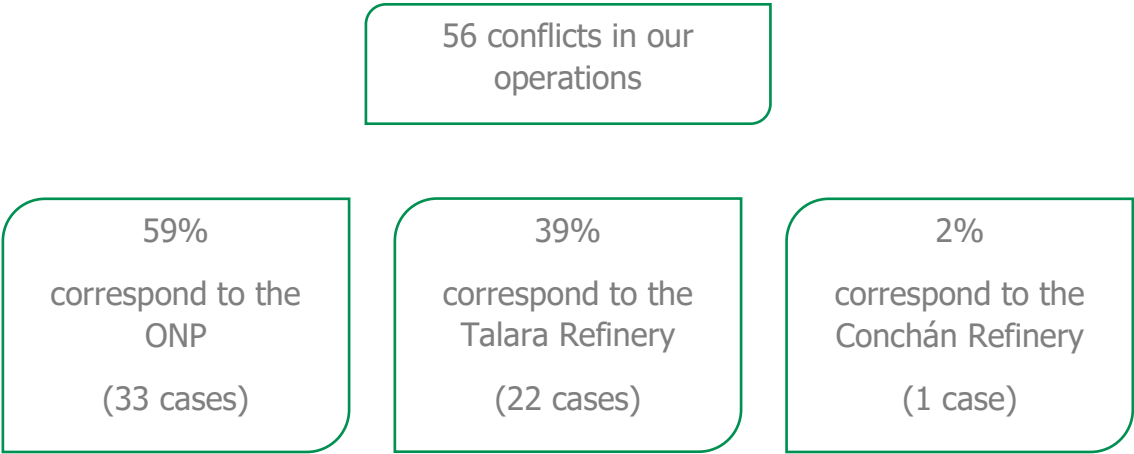 56 conflicts in our
operations
59%
correspond to the
ONP
(33 cases)
39%
correspond to the
Talara Refinery
(22 cases)
2%
correspond to the
Conchán Refinery
(1 case)